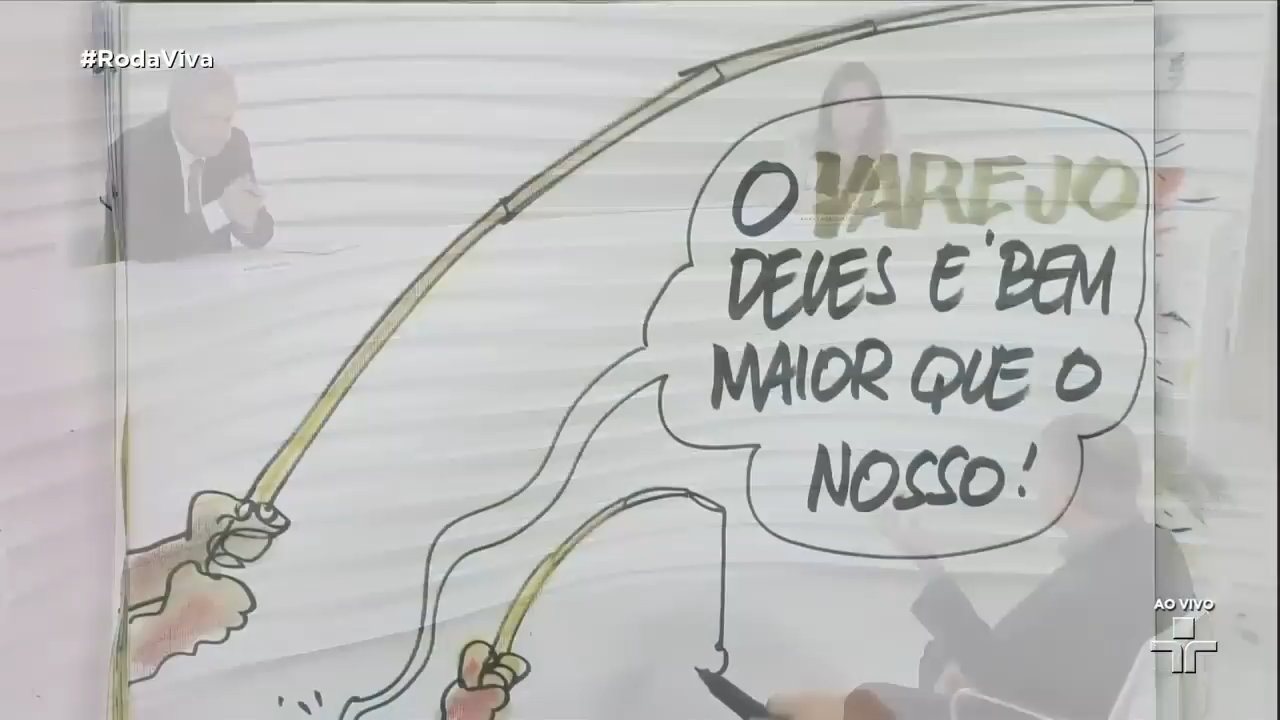 #RodaViva
O VAREJO
DELES É BEM
MAIOR QUE O
NOSSO!
AO VIVO